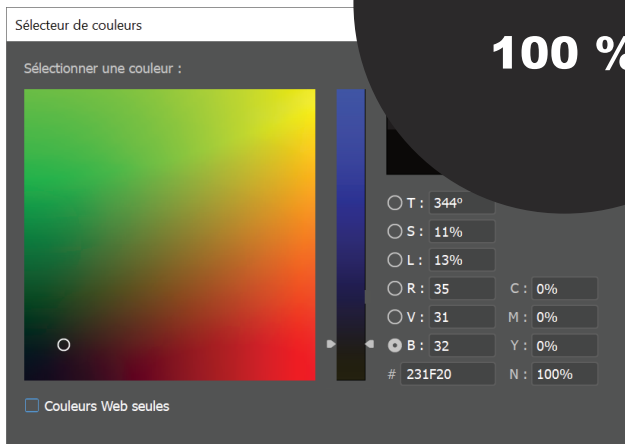 Sélecteur de couleurs
100 %
Sélectionner une couleur :
T : 344°
S : 11%
L : 13%
R : 35 C : 0%
V : 31 M : 0%
B : 32 Y : 0%
# 231F20 N : 100%
Couleurs Web seules